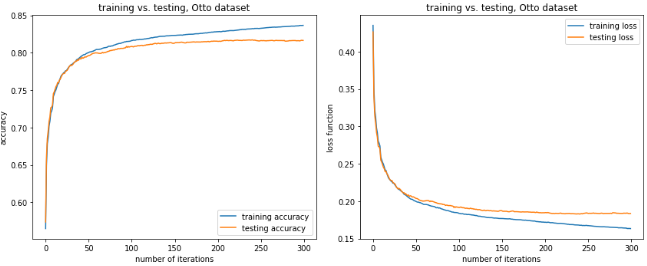 training vs. testing, Otto dataset
0.85
0.80
0.75
0.70
0.65
0.60
accuracy
training accuracy
testing accuracy
0 50 100 150 200 250 300
number of iterations
training vs. testing, Otto dataset
training loss
testing loss
0.40
0.35
0.30
0.25
0.20
0.15
loss function
0 50 100 150 200 250 300
number of iterations